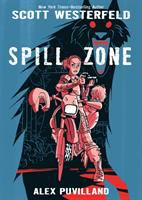 New York Times–Bestselling Author
SCOTT WESTERFELD
SPILL ZONE
ALEX PUVILLAND